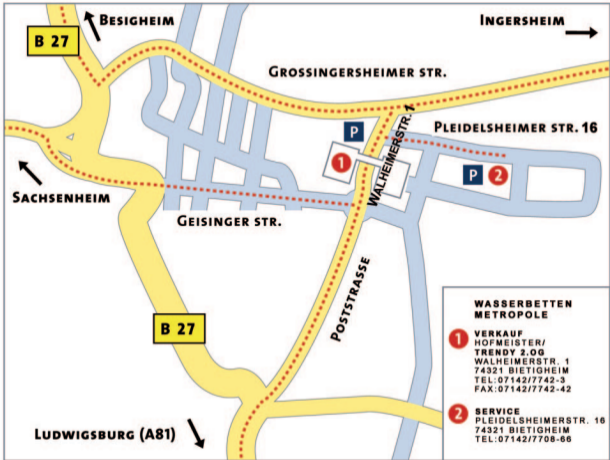 BESIGHEIM
INGERSHEIM
B 27
GROSSINGERSHEIMER STR.
P
WALHEIMERSTR. 1
PLEIDELSHEIMER STR. 16
1
P 2
SACHSENHEIM
GEISINGER STR.
POSTSTRASSE
B 27
LUDWIGSBURG (A81)
WASSERBETTEN
METROPOLE
1 VERKAUF
HOFMEISTER/
TRENDY 2.OG
WALHEIMERSTR. 1
74321 BIETIGHEIM
TEL:07142/7742-3
FAX:07142/7742-42
2 SERVICE
PLEIDELSHEIMERSTR. 16
74321 BIETIGHEIM
TEL:07142/7708-66